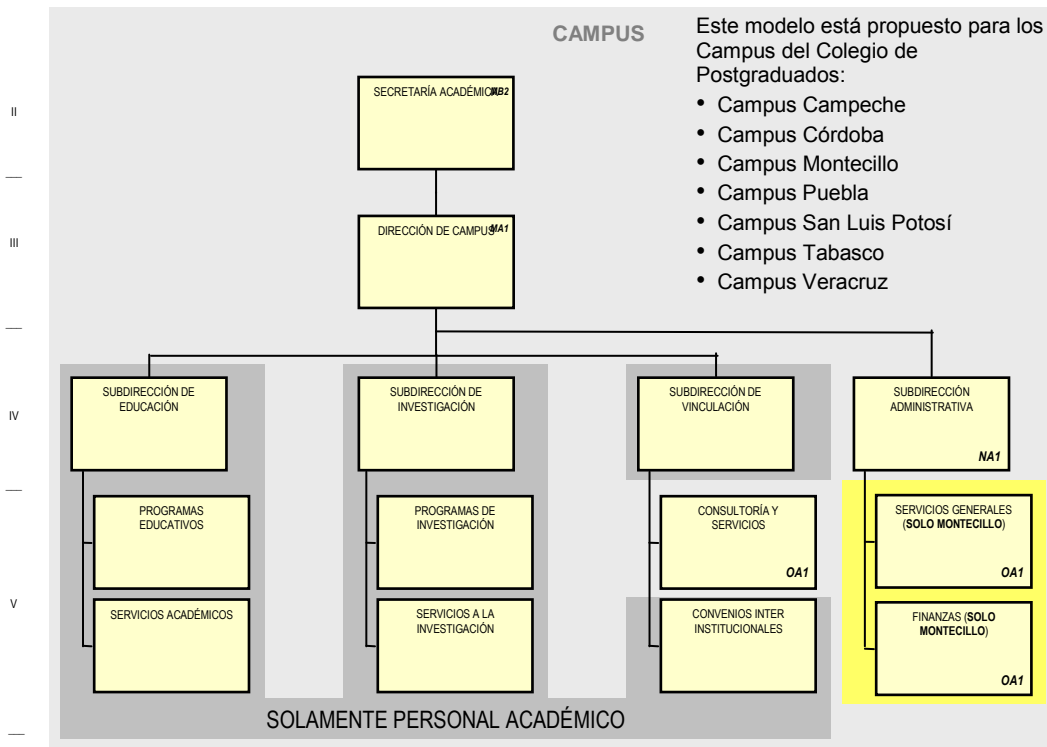 CAMPUS
Este modelo está propuesto para los
Campus del Colegio de
Postgraduados:
• Campus Campeche
• Campus Córdoba
• Campus Montecillo
• Campus Puebla
• Campus San Luis Potosí
• Campus Tabasco
• Campus Veracruz
II
SECRETARÍA ACADÉMICA MB2
III
DIRECCIÓN DE CAMPUS MA1
IV
SUBDIRECCIÓN DE
EDUCACIÓN
SUBDIRECCIÓN DE
INVESTIGACIÓN
SUBDIRECCIÓN DE
VINCULACIÓN
SUBDIRECCIÓN
ADMINISTRATIVA
NA1
V
PROGRAMAS
EDUCATIVOS
PROGRAMAS DE
INVESTIGACIÓN
CONSULTORÍA Y
SERVICIOS
OA1
SERVICIOS GENERALES
(SOLO MONTECILLO)
OA1
SERVICIOS ACADÉMICOS
SERVICIOS A LA
INVESTIGACIÓN
CONVENIOS INTER
INSTITUCIONALES
FINANZAS (SOLO
MONTECILLO)
OA1
SOLAMENTE PERSONAL ACADÉMICO